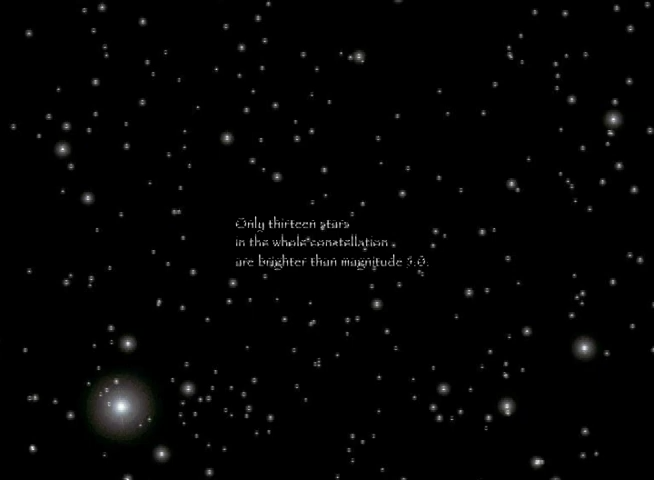 Only thirteen stars
in the whole constellation
are brighter than magnitude 5.0.